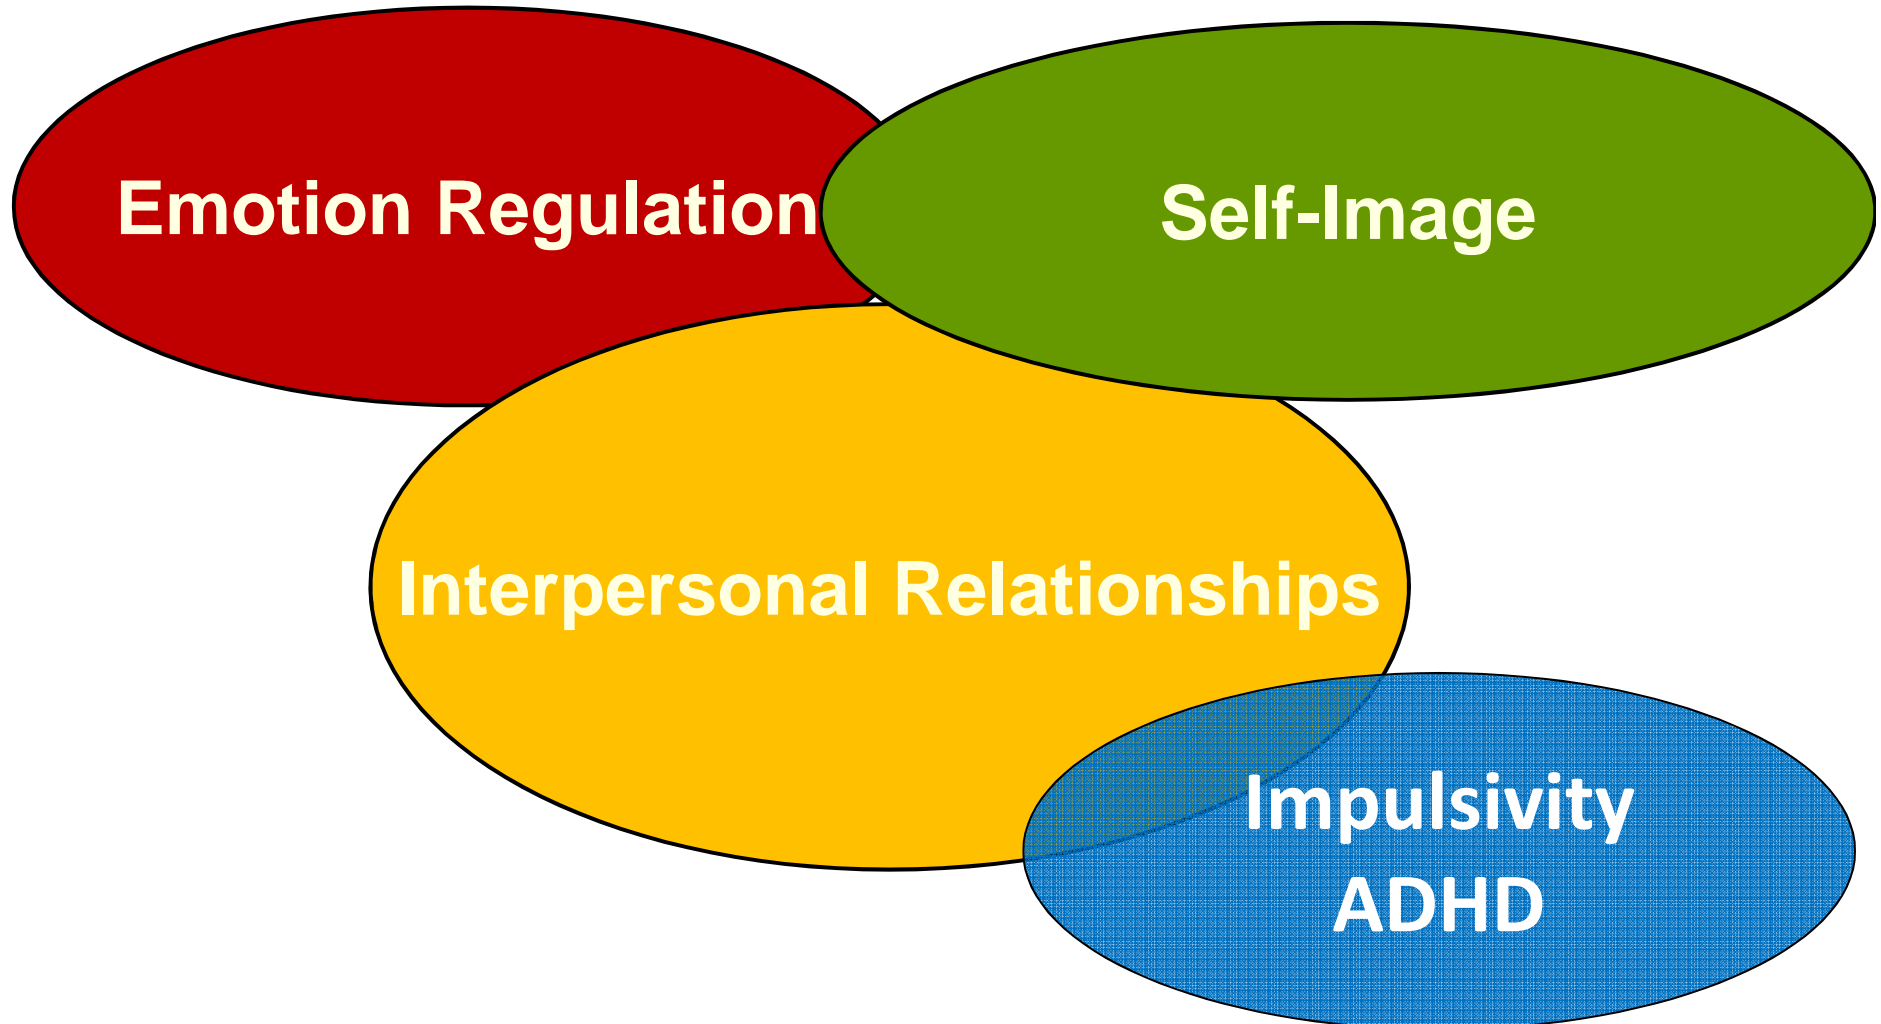 Emotion Regulation
Self-Image
Interpersonal Relationships
Impulsivity
ADHD